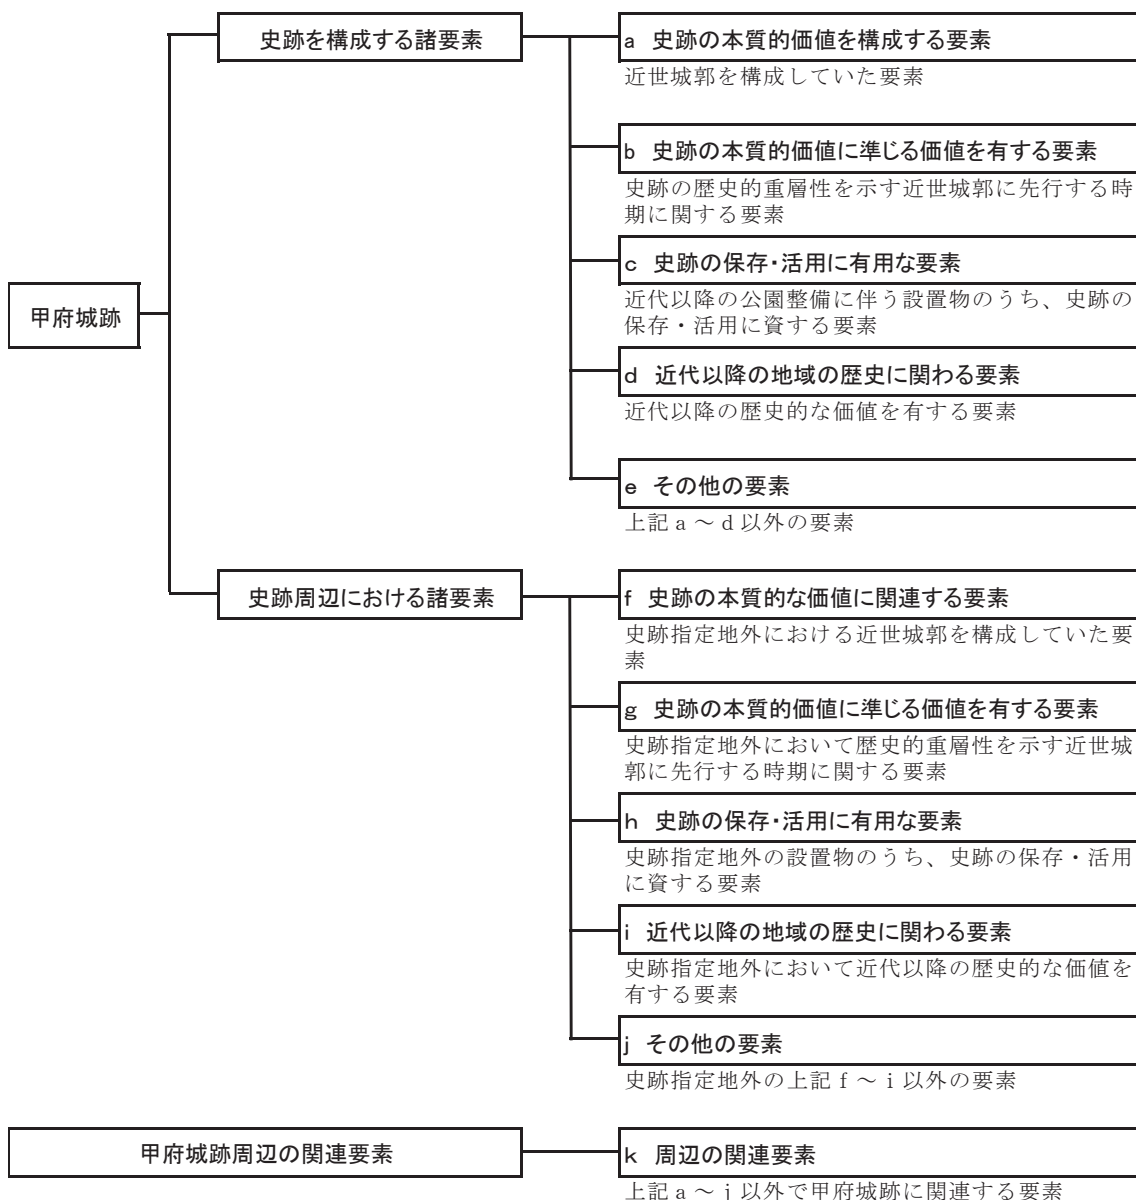 史跡を構成する諸要素
a 史跡の本質的価値を構成する要素
近世城郭を構成していた要素
b 史跡の本質的価値に準じる価値を有する要素
史跡の歴史的重層性を示す近世城郭に先行する時
期に関する要素
c 史跡の保存・活用に有用な要素
近代以降の公園整備に伴う設置物のうち、史跡の
保存・活用に資する要素
甲府城跡
d 近代以降の地域の歴史に関わる要素
近代以降の歴史的な価値を有する要素
e その他の要素
上記a～d以外の要素
史跡周辺における諸要素
f 史跡の本質的な価値に関連する要素
史跡指定地外における近世城郭を構成していた要
素
g 史跡の本質的価値に準じる価値を有する要素
史跡指定地外において歴史的重層性を示す近世城
郭に先行する時期に関する要素
h 史跡の保存・活用に有用な要素
史跡指定地外の設置物のうち、史跡の保存・活用
に資する要素
i 近代以降の地域の歴史に関わる要素
史跡指定地外において近代以降の歴史的な価値を
有する要素
j その他の要素
史跡指定地外の上記f～i以外の要素
甲府城跡周辺の関連要素
k 周辺の関連要素
上記a～j以外で甲府城跡に関連する要素